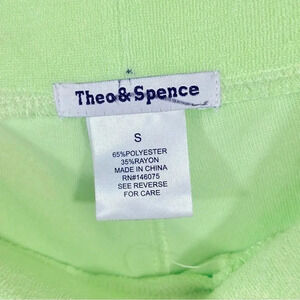 Theo & Spence
S
65%POLYESTER
35%RAYON
MADE IN CHINA
RN#146075
SEE REVERSE
FOR CARE